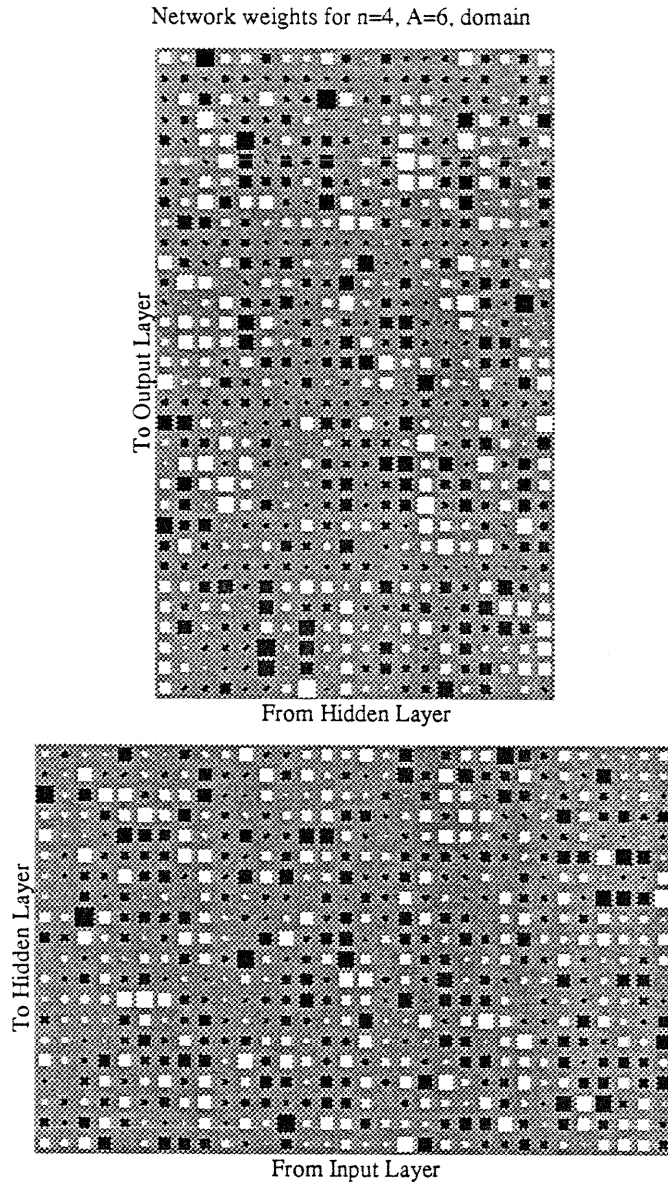 Network weights for n=4, A=6, domain
To Output Layer
From Hidden Layer
To Hidden Layer
From Input Layer